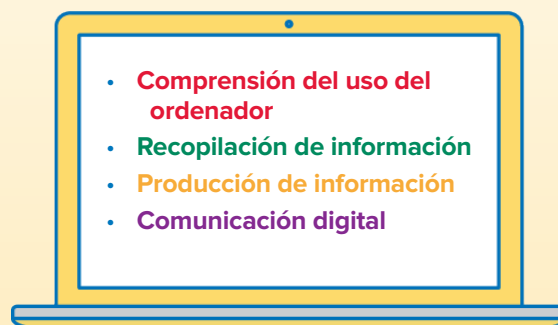 • Comprensión del uso del
ordenador
• Recopilación de información
• Producción de información
• Comunicación digital